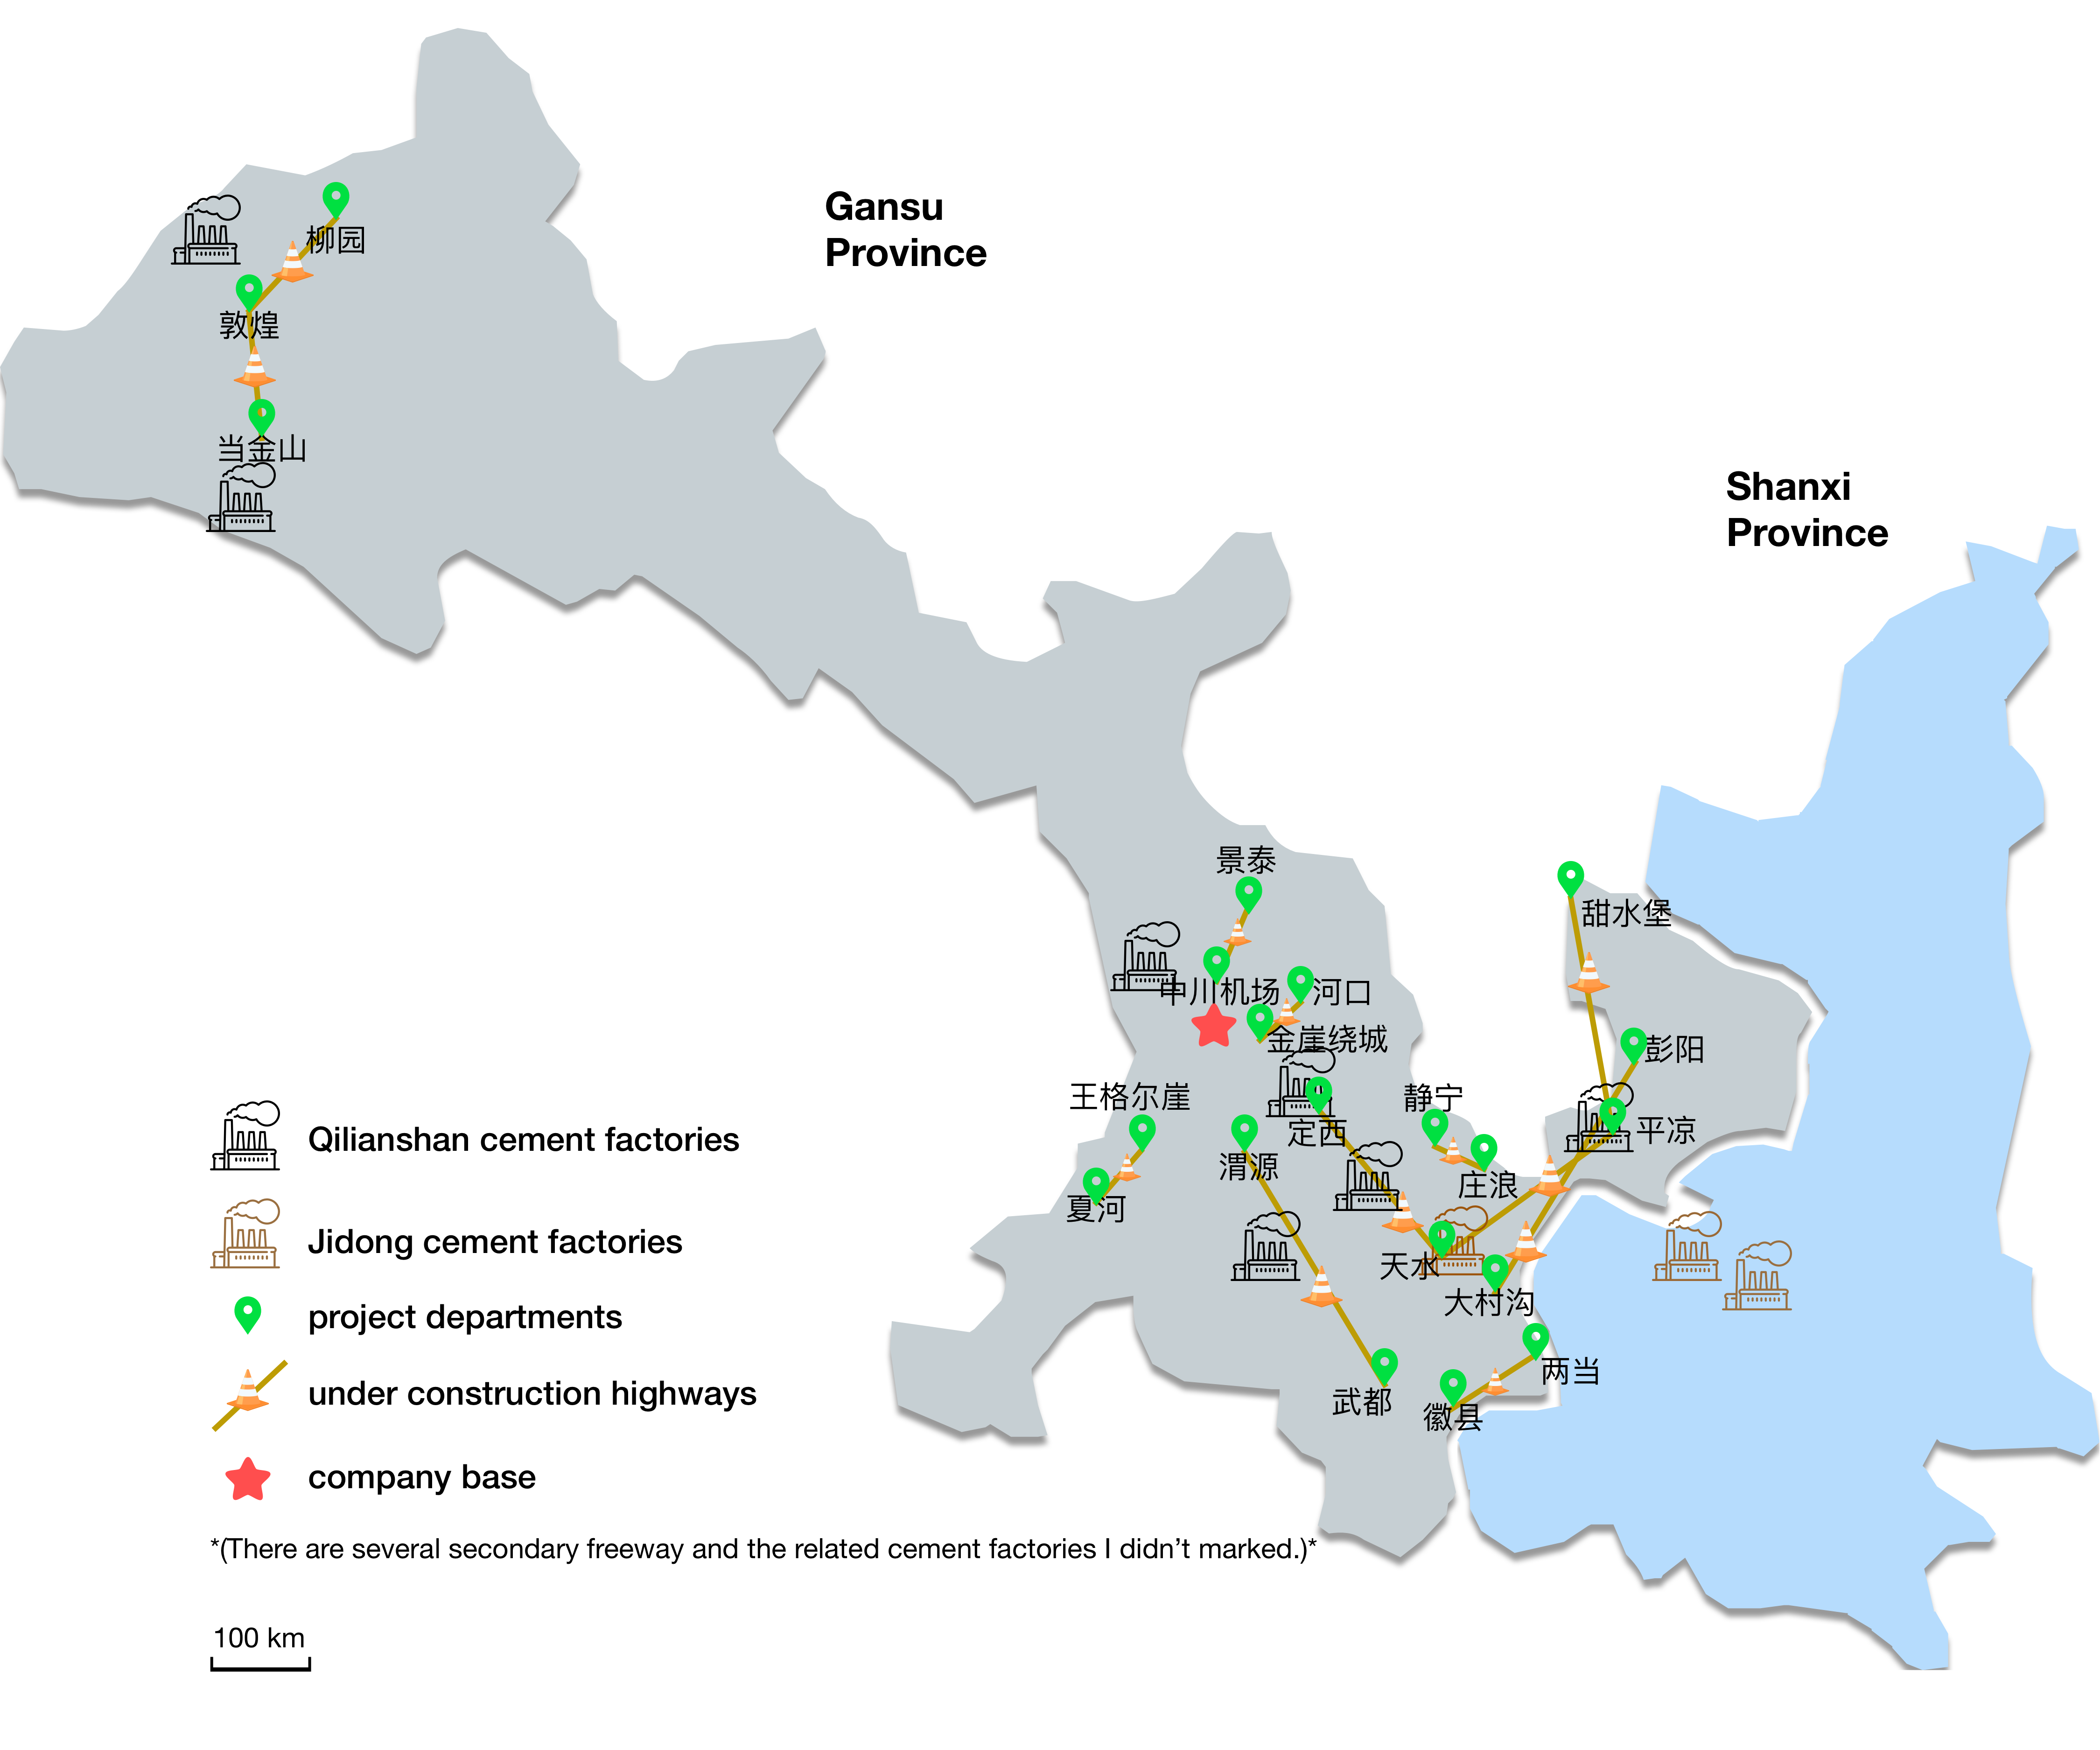 Gansu
Province
柳园
敦煌
当金山
Shanxi
Province
景泰
甜水堡
中川机场
河口
金崖绕城
彭阳
王格尔崖
静宁
定西
平凉
渭源
庄浪
夏河
天水
大村沟
两当
武都
徽县
Qilianshan cement factories
Jidong cement factories
project departments
under construction highways
company base
*(There are several secondary freeway and the related cement factories I didn't marked.)*
100 km